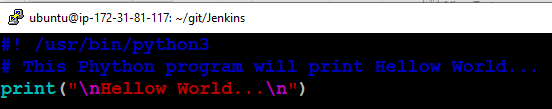 ubuntu@ip-172-31-81-117: ~/git/Jenkins
#! /usr/bin/python3
# This Phython program will print Hellow World...
print("\nHellow World...\n")